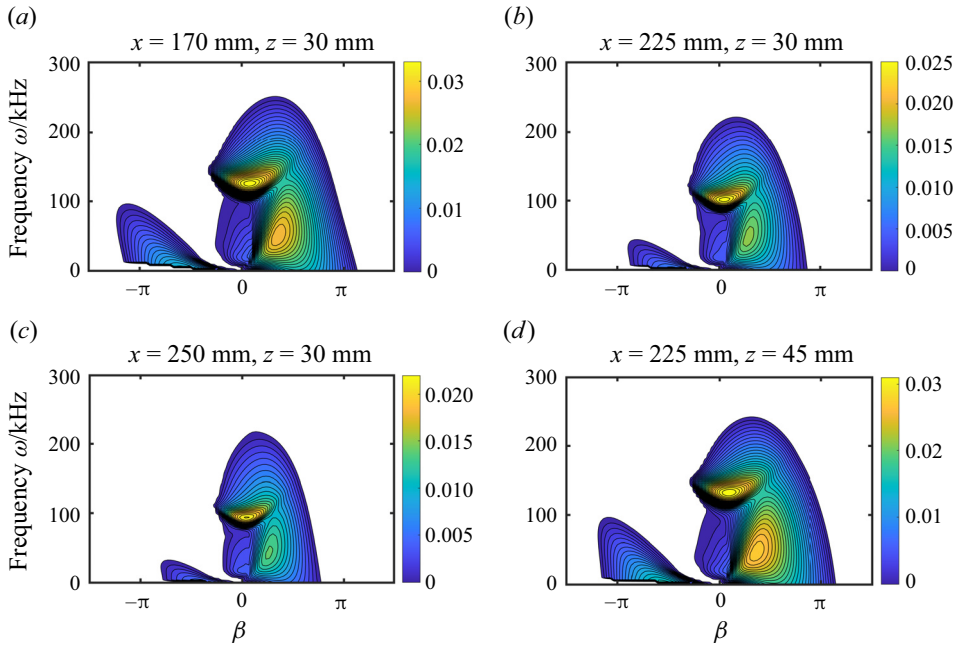 (a)
x = 170 mm, z = 30 mm
Frequency ω/kHz
300
200
100
0
−π
0
π
0.03
0.02
0.01
0
(b)
x = 225 mm, z = 30 mm
300
200
100
0
−π
0
π
0.025
0.020
0.015
0.010
0.005
0
(c)
x = 250 mm, z = 30 mm
Frequency ω/kHz
300
200
100
0
−π
0
π
β
0.020
0.015
0.010
0.005
0
(d)
x = 225 mm, z = 45 mm
300
200
100
0
−π
0
π
β
0.03
0.02
0.01
0